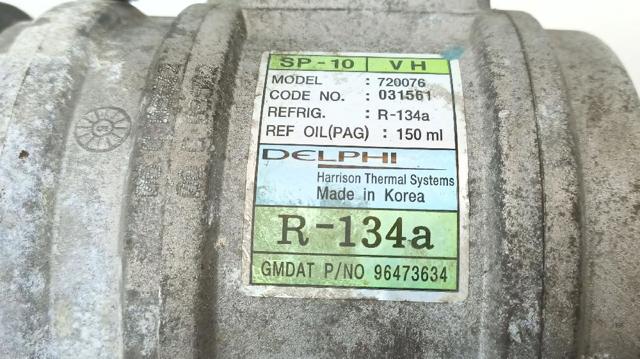 SP-10 VH
MODEL : 720076
CODE NO. : 031561
REFRIG. : R-134a
REF OIL(PAG) : 150 ml
DELPHI
Harrison Thermal Systems
Made in Korea
R-134a
GMDAT P/NO 96473634